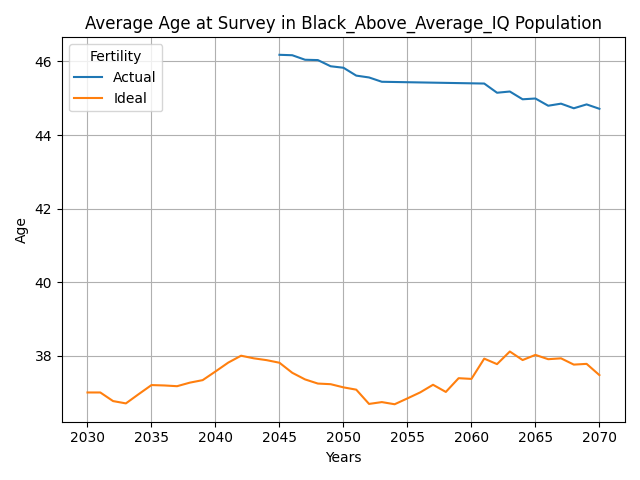 Average Age at Survey in Black_Above_Average_IQ Population
Fertility
Actual
Ideal
46
44
42
40
38
Age
2030 2035 2040 2045 2050 2055 2060 2065 2070
Years